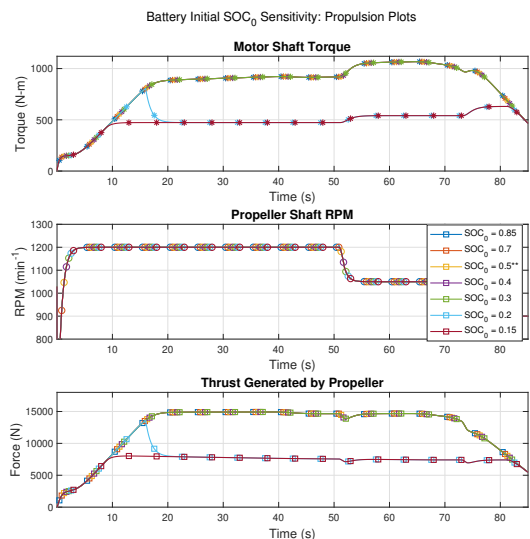 Battery Initial SOC0 Sensitivity: Propulsion Plots
Motor Shaft Torque
Torque (N-m)
1000
500
0
10 20 30 40 50 60 70 80
Time (s)
Propeller Shaft RPM
RPM (min-1)
1300
1200
1100
1000
900
800
SOC0 = 0.85
SOC0 = 0.7
SOC0 = 0.5**
SOC0 = 0.4
SOC0 = 0.3
SOC0 = 0.2
SOC0 = 0.15
10 20 30 40 50 60 70 80
Time (s)
Thrust Generated by Propeller
Force (N)
15000
10000
5000
0
10 20 30 40 50 60 70 80
Time (s)